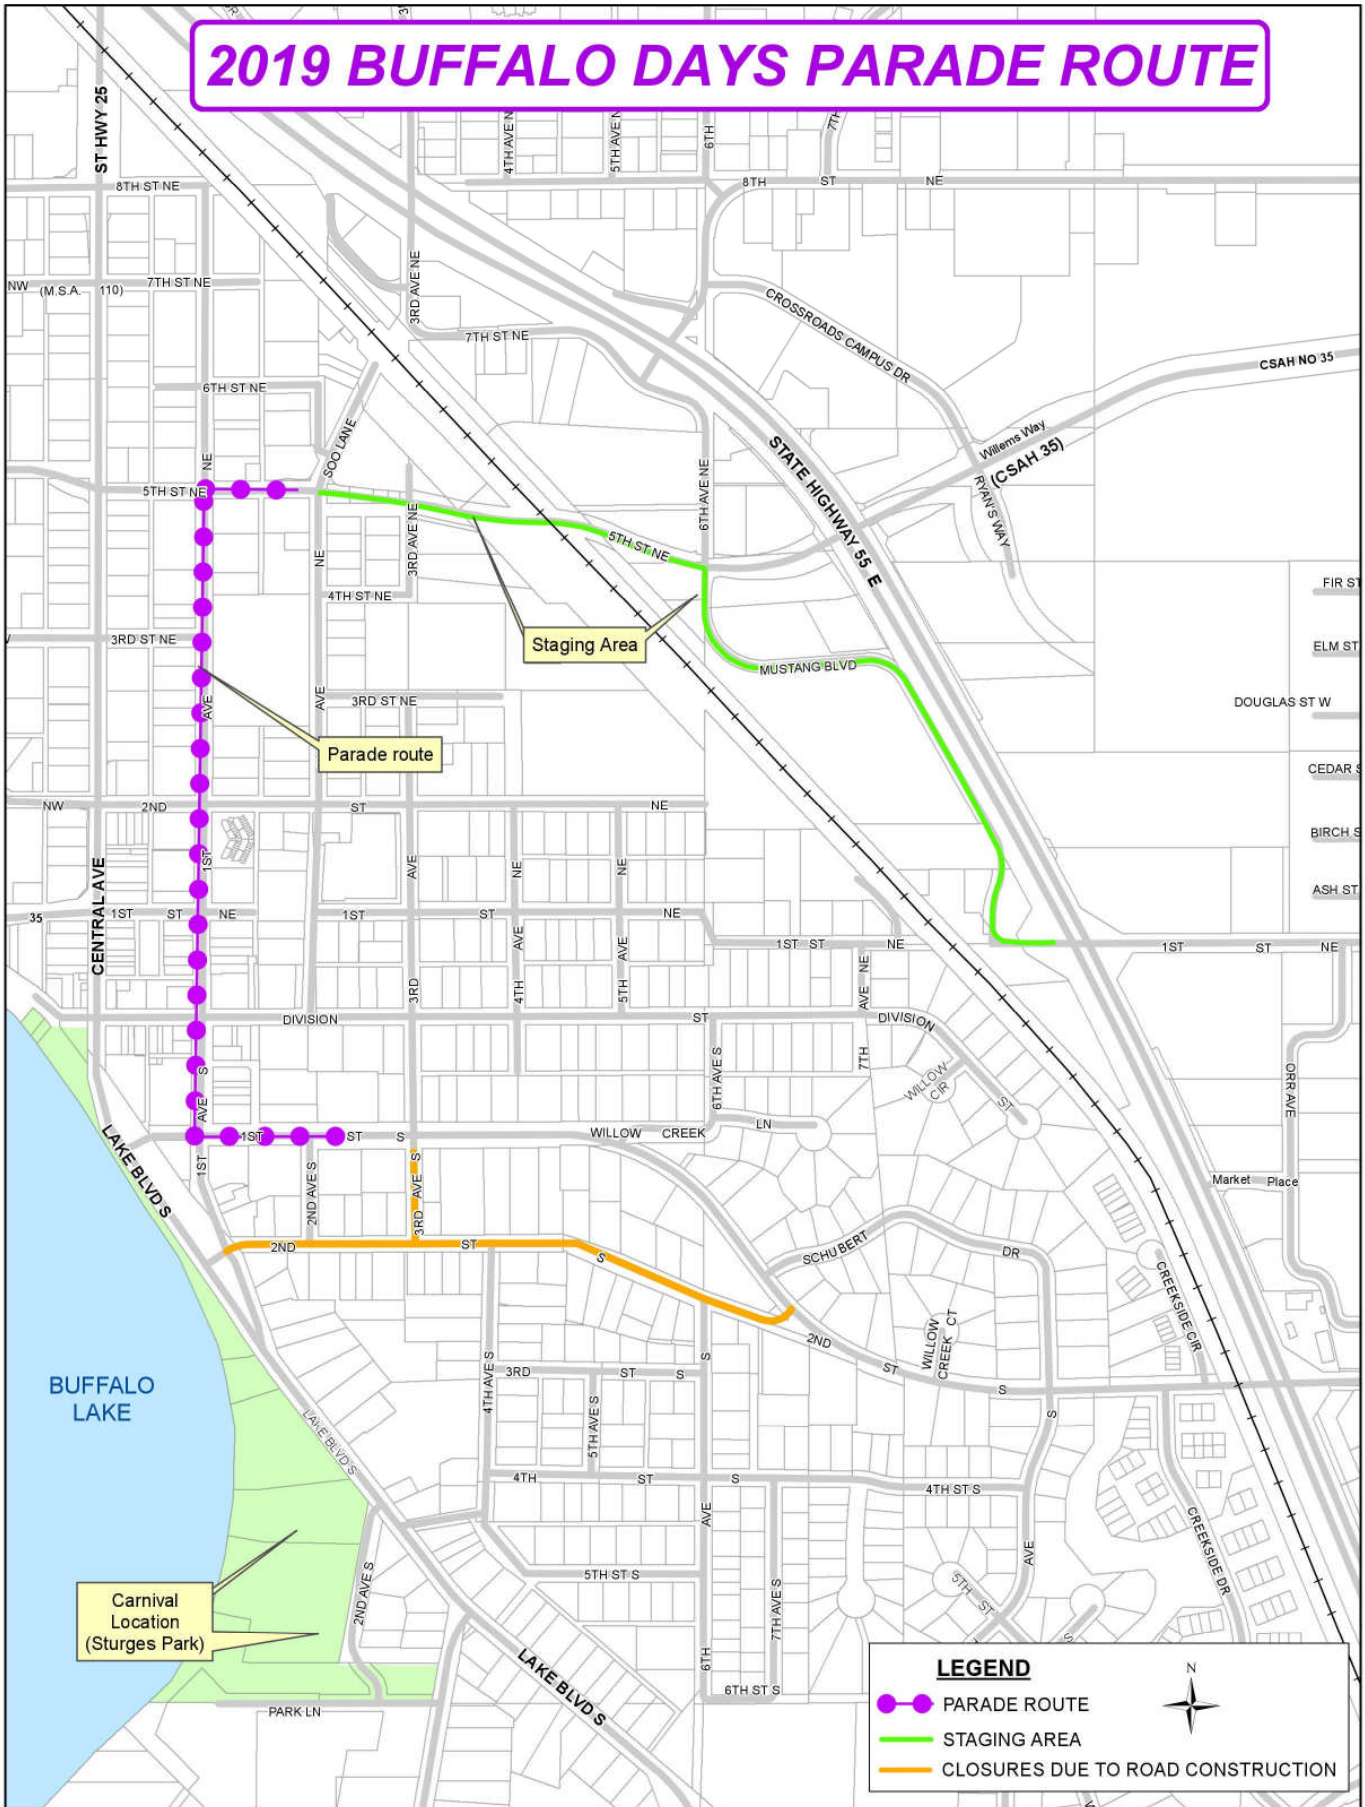 2019 BUFFALO DAYS PARADE ROUTE
ST HWY 25
4TH AVE N
5TH AVE N
6TH
7TH
8TH ST NE
8TH ST NE
NW (M.S.A. 110) 7TH ST NE
3RD AVE NE
7TH ST NE
CROSSROADS CAMPUS DR
CSAH NO 35
6TH ST NE
SOO LANE
STATE HIGHWAY 55 E
Willems Way
(CSAH 35)
RYAN'S WAY
NE
5TH ST NE
6TH AVE NE
3RD AVE NE
5TH ST NE
NE
4TH ST NE
FIR ST
3RD ST NE
Staging Area
ELM ST
MUSTANG BLVD
AVE
AVE
3RD ST NE
DOUGLAS ST W
Parade route
CEDAR S
NW 2ND ST NE
BIRCH S
CENTRAL AVE
1ST
AVE
NE
NE
ASH ST
35
1ST ST NE
1ST ST NE
1ST ST NE
1ST ST NE
3RD
4TH AVE
5TH AVE
AVE NE
7TH
DIVISION ST
DIVISION ST
WILLOW CIR
6TH AVE S
ORR AVE
AVE S
1ST ST S
WILLOW CREEK LN
LAKE BLVD S
1ST
2ND AVE S
3RD AVE S
Market Place
2ND ST S
SCHUBERT DR
CREEKSIDE CIR
WILLOW CREEK CT
2ND ST S
BUFFALO
LAKE
4TH AVE S
3RD ST S
S
5TH AVE S
S
LAKE BLVD S
4TH ST S
4TH ST S
AVE
AVE
CREEKSIDE DR
2ND AVE S
5TH ST S
7TH AVE S
5TH ST
S
Carnival
Location
(Sturges Park)
LAKE BLVD S
6TH
6TH ST S
PARK LN
LEGEND
N
PARADE ROUTE
STAGING AREA
CLOSURES DUE TO ROAD CONSTRUCTION